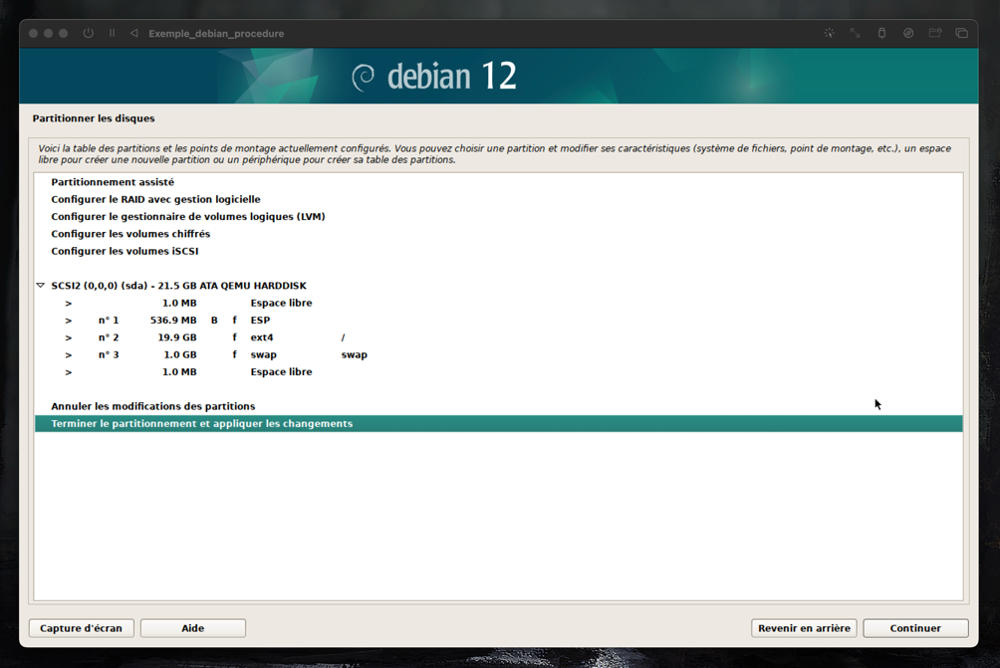 Exemple_debian_procedure
debian 12
Partitionner les disques
Voici la table des partitions et les points de montage actuellement configurés. Vous pouvez choisir une partition et modifier ses caractéristiques (système de fichiers, point de montage, etc.), un espace
libre pour créer une nouvelle partition ou un périphérique pour créer sa table des partitions.
Partitionnement assisté
Configurer le RAID avec gestion logicielle
Configurer le gestionnaire de volumes logiques (LVM)
Configurer les volumes chiffrés
Configurer les volumes iSCSI
SCSI2 (0,0,0) (sda) - 21.5 GB ATA QEMU HARDDISK
> 1.0 MB Espace libre
> n° 1 536.9 MB B f ESP
> n° 2 19.9 GB f ext4 /
> n° 3 1.0 GB f swap swap
> 1.0 MB Espace libre
Annuler les modifications des partitions
Terminer le partitionnement et appliquer les changements
Capture d'écran Aide Revenir en arrière Continuer